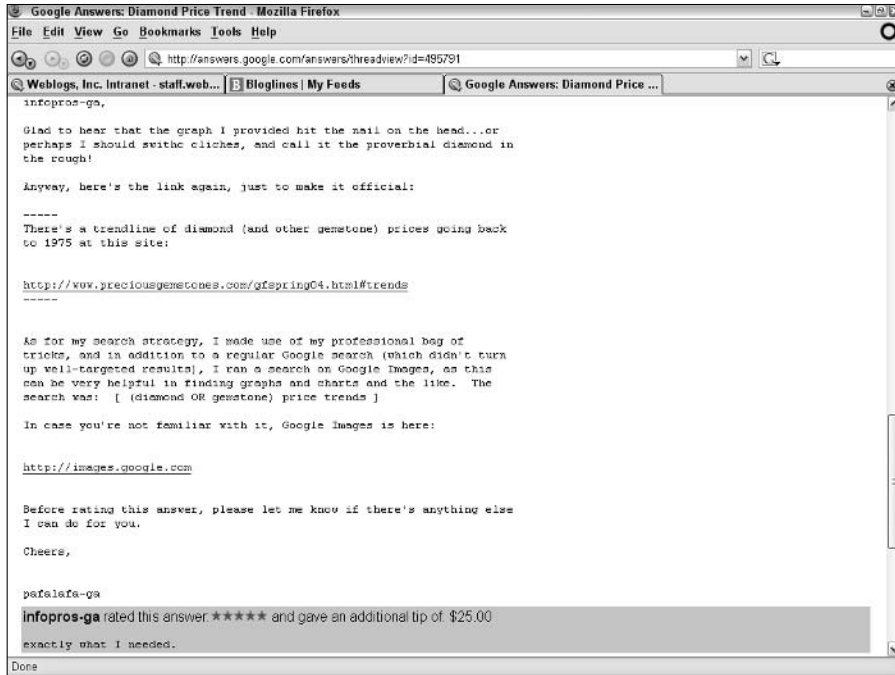 Google Answers: Diamond Price Trend - Mozilla Firefox
File Edit View Go Bookmarks Tools Help
http://answers.google.com/answers/threadview?id=495791
Weblogs, Inc. Intranet - staff.web... Bloglines | My Feeds Google Answers: Diamond Price ...
infopros-ga,
Glad to hear that the graph I provided hit the nail on the head...or
perhaps I should swithc cliches, and call it the proverbial diamond in
the rough!
Anyway, here's the link again, just to make it official:
-----
There's a trendline of diamond (and other gemstone) prices going back
to 1975 at this site:
http://www.preciousgemstones.com/gfspring04.html#trends
-----
As for my search strategy, I made use of my professional bag of
tricks, and in addition to a regular Google search (which didn't turn
up well-targeted results), I ran a search on Google Images, as this
can be very helpful in finding graphs and charts and the like. The
search was: [ (diamond OR gemstone) price trends ]
In case you're not familiar with it, Google Images is here:
http://images.google.com
Before rating this answer, please let me know if there's anything else
I can do for you.
Cheers,
pafalafa-ga
infopros-ga rated this answer: ★★★★★ and gave an additional tip of: $25.00
exactly what I needed.
Done